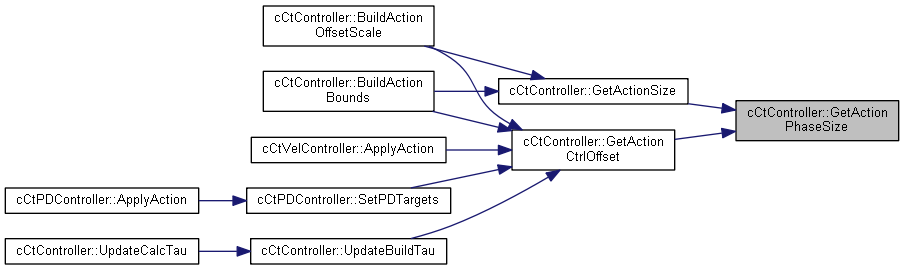 cCtController::BuildAction
OffsetScale
cCtController::BuildAction
Bounds
cCtController::GetActionSize
cCtController::GetAction
PhaseSize
cCtVelController::ApplyAction
cCtController::GetAction
CtrlOffset
cCtPDController::ApplyAction
cCtPDController::SetPDTargets
cCtController::UpdateCalcTau
cCtController::UpdateBuildTau